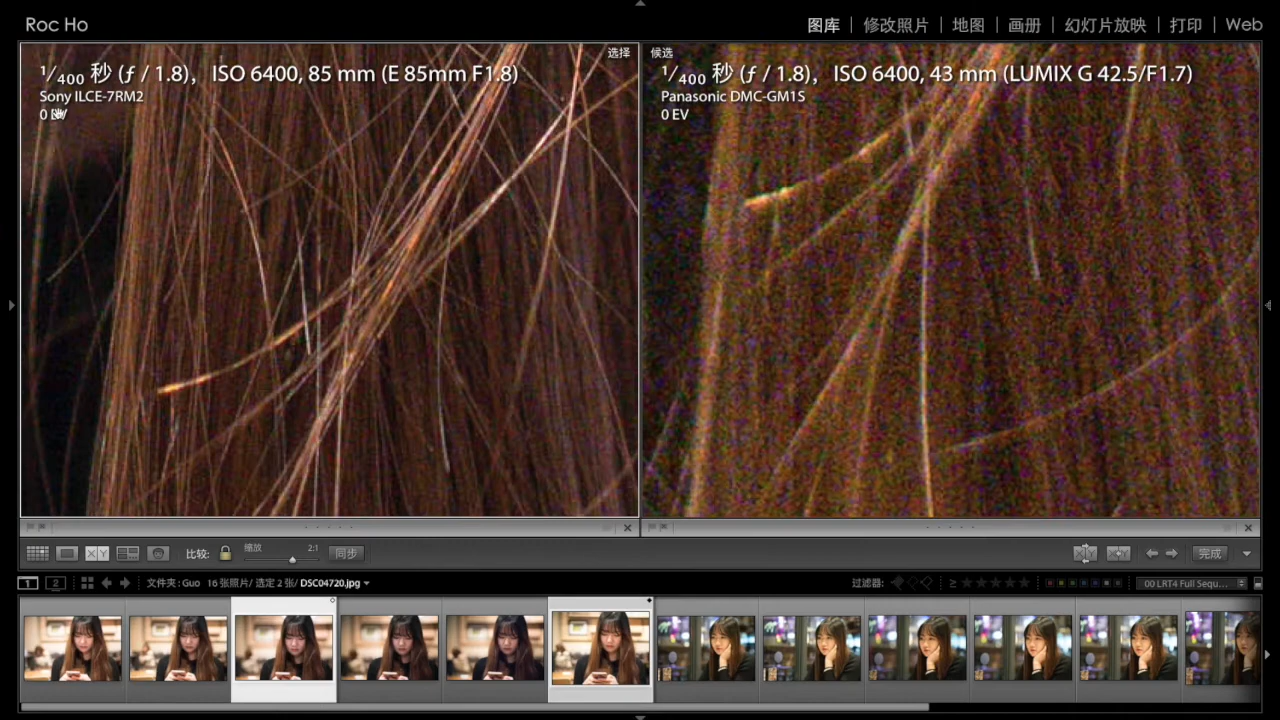 Roc Ho
图库 | 修改照片 | 地图 | 画册 | 幻灯片放映 | 打印 | Web
选择
1/400 秒 (ƒ / 1.8), ISO 6400, 85 mm (E 85mm F1.8)
Sony ILCE-7RM2
0
候选
1/400 秒 (ƒ / 1.8), ISO 6400, 43 mm (LUMIX G 42.5/F1.7)
Panasonic DMC-GM1S
0 EV
X Y 比较: 缩放 2:1 同步 完成
1 2 文件夹 : Guo 16 张照片/ 选定 2 张/ DSC04720.jpg 过滤器: ≥ 00 LRT4 Full Sequ...